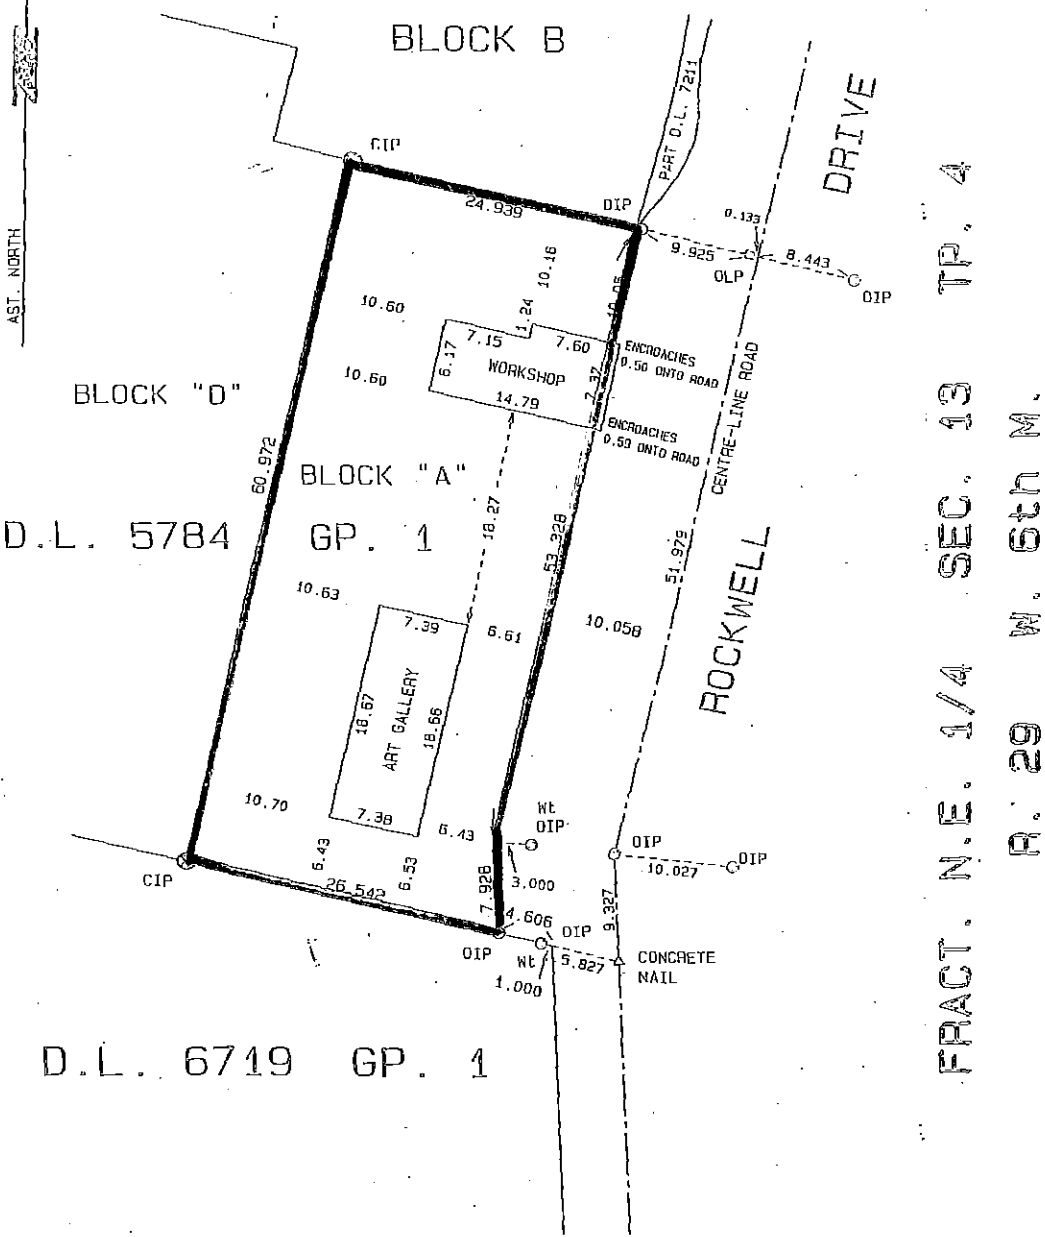 BLOCK B
PART D.L. 7211
DRIVE
CIP
24.939
OIP
0.133
9.925
OLP
8.443
OIP
AST. NORTH
10.60
10.16
10.05
1.24
7.15
7.60
6.17
WORKSHOP
ENCROACHES
0.50 ONTO ROAD
10.60
14.79
7.37
ENCROACHES
0.50 ONTO ROAD
BLOCK "D"
CENTRE-LINE ROAD
60.972
BLOCK "A"
D.L. 5784 GP. 1
18.27
53.328
51.979
10.63
7.39
6.61
10.058
ROCKWELL
18.67
ART GALLERY
18.66
10.70
7.38
6.43
Wt
OIP
OIP
10.027
OIP
6.43
6.53
CIP
26.542
7.926
3.000
9.327
4.606
OIP
OIP
Wt
5.827
1.000
CONCRETE
NAIL
D.L. 6719 GP. 1
FRACT. N.E. 1/4 SEC. 13 TP. 4
R. 29 W. 6th M.